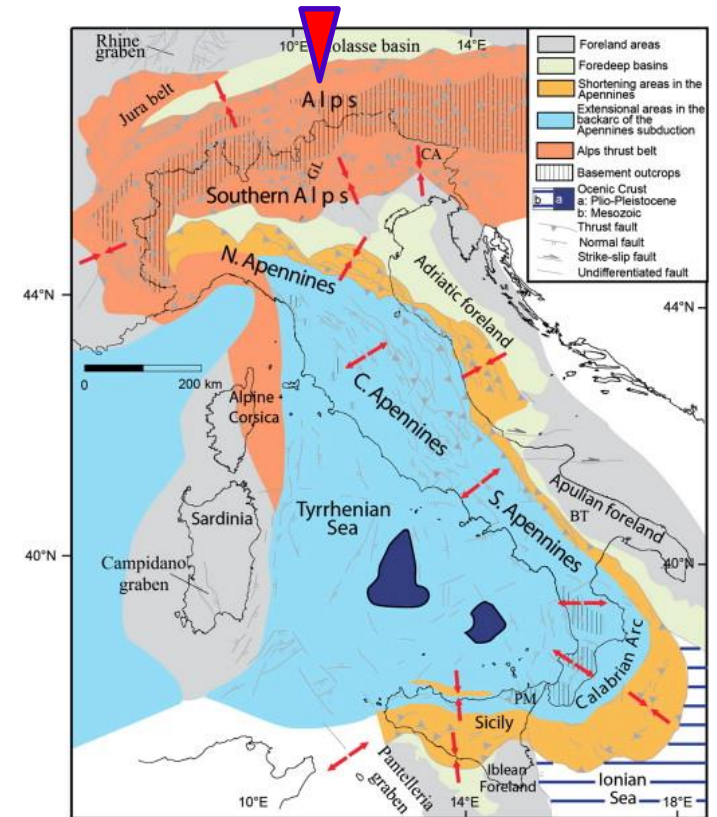 Rhine
graben
10°E
olasse basin
14°E
Jura belt
Alps
GL
CA
Southern Alps
N. Apennines
Adriatic foreland
44°N
44°N
0 200 km
Alpine
Corsica
C. Apennines
Sardinia
Tyrrhenian
Sea
S. Apennines
Apulian foreland
BT
40°N
40°N
Campidano
graben
Calabrian Arc
PM
Sicily
Iblean
Foreland
Pantelleria
graben
Ionian
Sea
10°E
14°E
18°E
Foreland areas
Foredeep basins
Shortening areas in the
Apennines
Extensional areas in the
backarc of the
Apennines subduction
Alps thrust belt
Basement outcrops
b a
Ocenic Crust
a: Plio-Pleistocene
b: Mesozoic
Thrust fault
Normal fault
Strike-slip fault
Undifferentiated fault